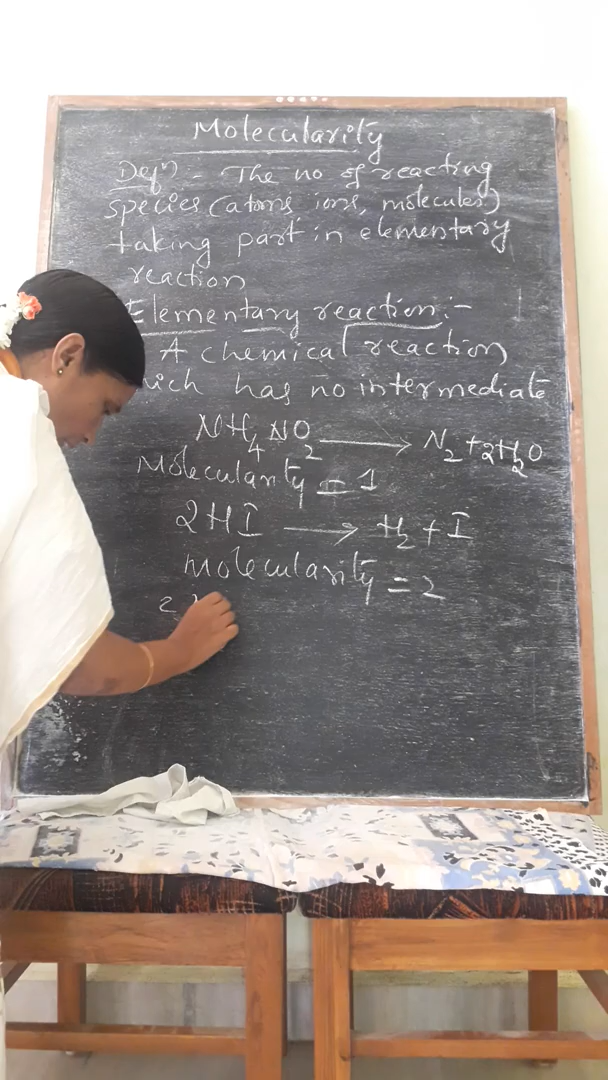 Molecularity
Defⁿ) - The no of reacting
species (atoms, ions, molecules)
taking part in elementary
reaction
Elementary reaction:-
A chemical reaction
which has no intermediate
NH₄NO₂ → N₂ + 2H₂O
Molecularity = 1
2HI → H₂ + I
molecularity = 2
2